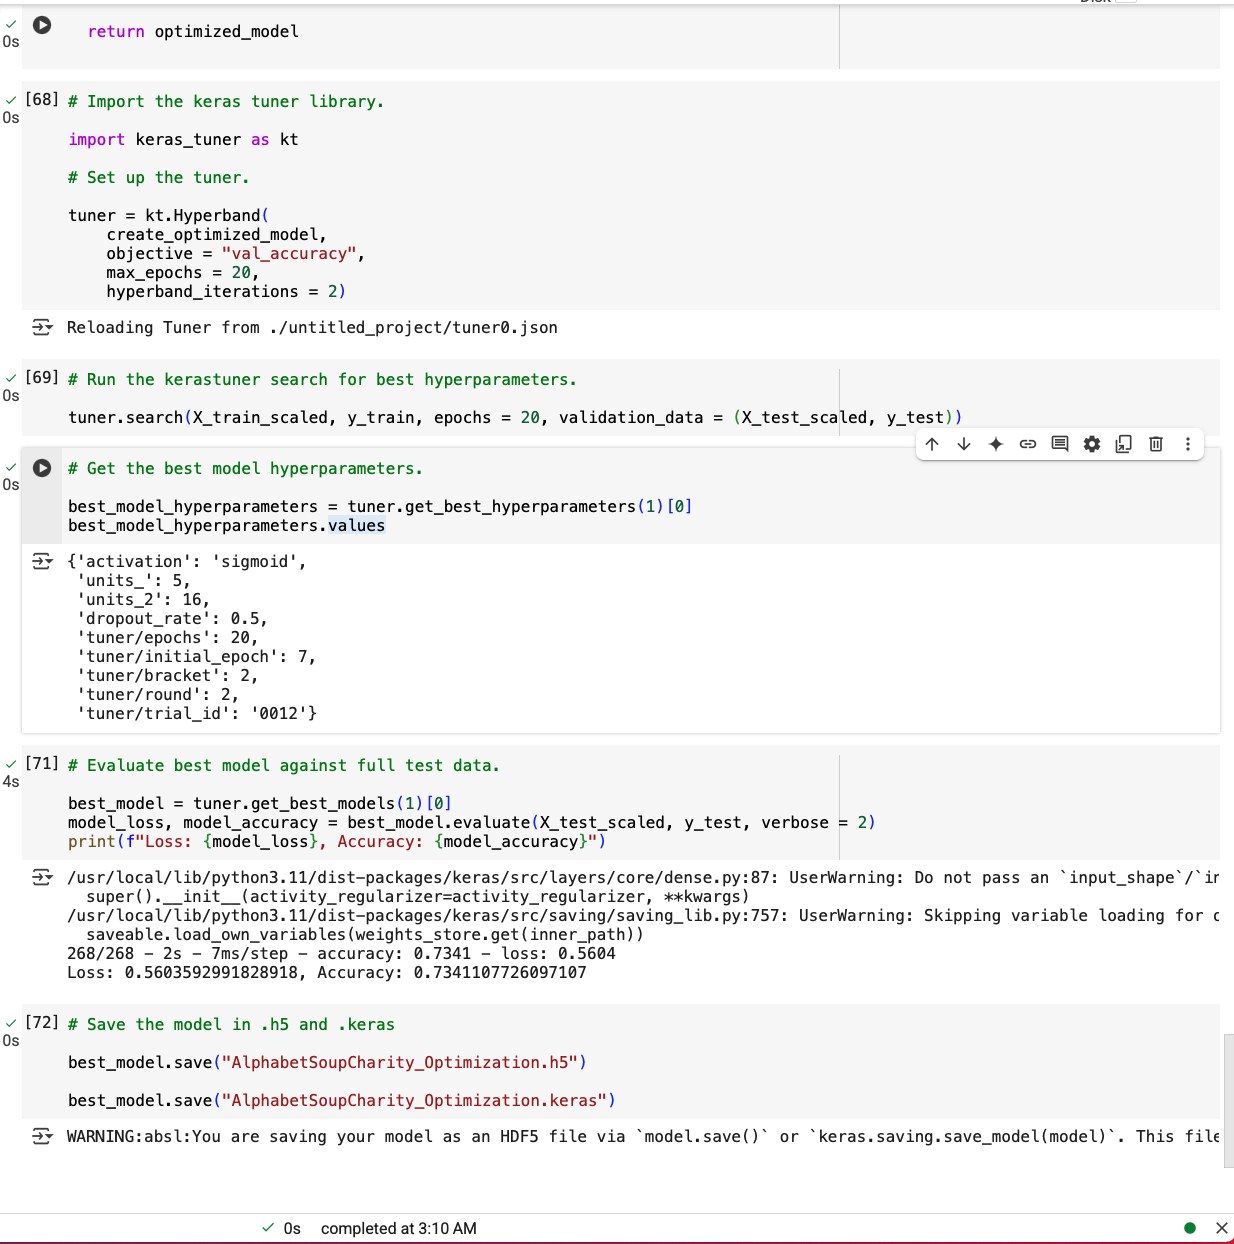 Disk
0s
return optimized_model
[68] # Import the keras tuner library.
0s
import keras_tuner as kt
# Set up the tuner.
tuner = kt.Hyperband(
create_optimized_model,
objective = "val_accuracy",
max_epochs = 20,
hyperband_iterations = 2)
Reloading Tuner from ./untitled_project/tuner0.json
[69] # Run the kerastuner search for best hyperparameters.
0s
tuner.search(X_train_scaled, y_train, epochs = 20, validation_data = (X_test_scaled, y_test))
# Get the best model hyperparameters.
0s
best_model_hyperparameters = tuner.get_best_hyperparameters(1)[0]
best_model_hyperparameters.values
{'activation': 'sigmoid',
'units_': 5,
'units_2': 16,
'dropout_rate': 0.5,
'tuner/epochs': 20,
'tuner/initial_epoch': 7,
'tuner/bracket': 2,
'tuner/round': 2,
'tuner/trial_id': '0012'}
[71] # Evaluate best model against full test data.
4s
best_model = tuner.get_best_models(1)[0]
model_loss, model_accuracy = best_model.evaluate(X_test_scaled, y_test, verbose = 2)
print(f"Loss: {model_loss}, Accuracy: {model_accuracy}")
/usr/local/lib/python3.11/dist-packages/keras/src/layers/core/dense.py:87: UserWarning: Do not pass an `input_shape`/`in
super().__init__(activity_regularizer=activity_regularizer, **kwargs)
/usr/local/lib/python3.11/dist-packages/keras/src/saving/saving_lib.py:757: UserWarning: Skipping variable loading for
saveable.load_own_variables(weights_store.get(inner_path))
268/268 - 2s - 7ms/step - accuracy: 0.7341 - loss: 0.5604
Loss: 0.5603592991828918, Accuracy: 0.7341107726097107
[72] # Save the model in .h5 and .keras
0s
best_model.save("AlphabetSoupCharity_Optimization.h5")
best_model.save("AlphabetSoupCharity_Optimization.keras")
WARNING:absl:You are saving your model as an HDF5 file via `model.save()` or `keras.saving.save_model(model)`. This file
0s completed at 3:10 AM